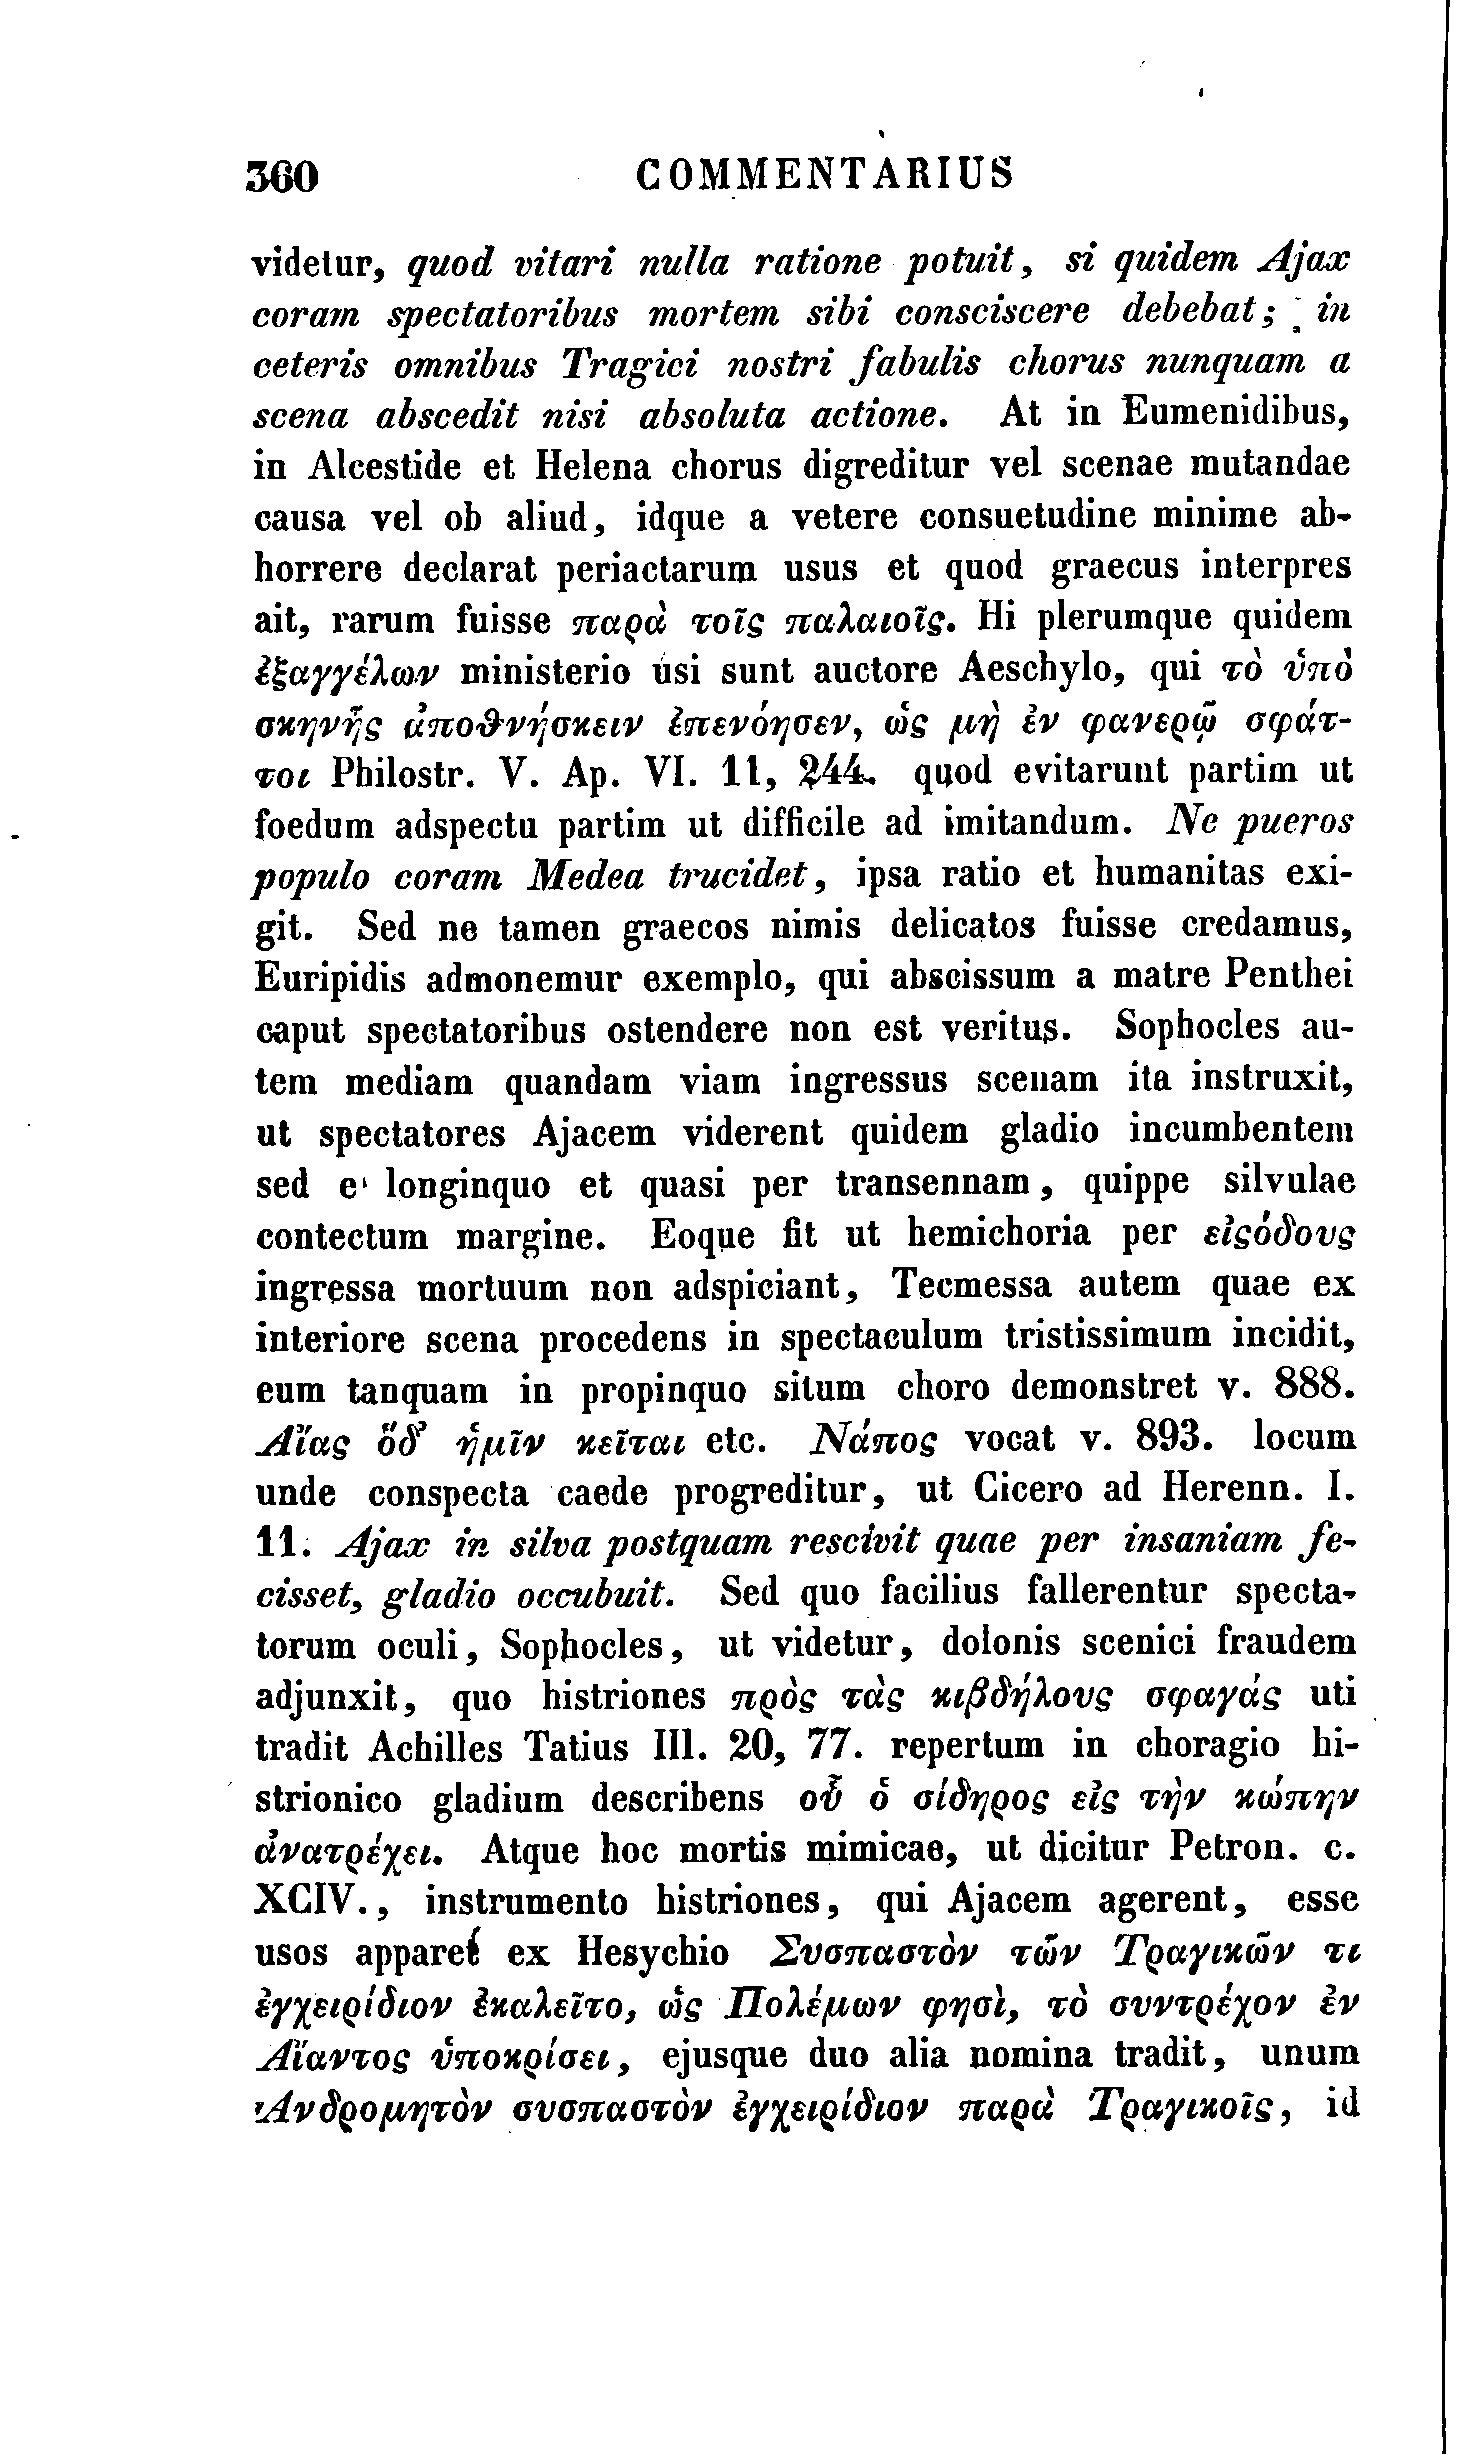 360 COMMENTARIUS
videtur, quod vitari nulla ratione potuit, si quidem Ajax
coram spectatoribus mortem sibi consciscere debebat; in
ceteris omnibus Tragici nostri fabulis chorus nunquam a
scena abscedit nisi absoluta actione. At in Eumenidibus,
in Alcestide et Helena chorus digreditur vel scenae mutandae
causa vel ob aliud, idque a vetere consuetudine minime ab-
horrere declarat periactarum usus et quod graecus interpres
ait, rarum fuisse παρὰ τοῖς παλαιοῖς. Hi plerumque quidem
ἐξαγγέλων ministerio usi sunt auctore Aeschylo, qui τὸ ὑπὸ
σκηνῆς ἀποθνήσκειν ἐπενόησεν, ὡς μὴ ἐν φανερῷ σφάτ-
τοι Philostr. V. Ap. VI. 11, 244. quod evitarunt partim ut
foedum adspectu partim ut difficile ad imitandum. Ne pueros
populo coram Medea trucidet, ipsa ratio et humanitas exi-
git. Sed ne tamen graecos nimis delicatos fuisse credamus,
Euripidis admonemur exemplo, qui abscissum a matre Penthei
caput spectatoribus ostendere non est veritus. Sophocles au-
tem mediam quandam viam ingressus scenam ita instruxit,
ut spectatores Ajacem viderent quidem gladio incumbentem
sed e longinquo et quasi per transennam, quippe silvulae
contectum margine. Eoque fit ut hemichoria per εἰςόδους
ingressa mortuum non adspiciant, Tecmessa autem quae ex
interiore scena procedens in spectaculum tristissimum incidit,
eum tanquam in propinquo situm choro demonstret v. 888.
Αἴας ὅδ' ἡμῖν κεῖται etc. Νάπος vocat v. 893. locum
unde conspecta caede progreditur, ut Cicero ad Herenn. I.
11. Ajax in silva postquam rescivit quae per insaniam fe-
cisset, gladio occubuit. Sed quo facilius fallerentur specta-
torum oculi, Sophocles, ut videtur, dolonis scenici fraudem
adjunxit, quo histriones πρὸς τὰς κιβδήλους σφαγάς uti
tradit Achilles Tatius III. 20, 77. repertum in choragio hi-
strionico gladium describens οὗ ὁ σίδηρος εἰς τὴν κώπην
ἀνατρέχει. Atque hoc mortis mimicae, ut dicitur Petron. c.
XCIV., instrumento histriones, qui Ajacem agerent, esse
usos apparet ex Hesychio Συσπαστὸν τῶν Τραγικῶν τι
ἐγχειρίδιον ἐκαλεῖτο, ὡς Πολέμων φησὶ, τὸ συντρέχον ἐν
Αἴαντος ὑποκρίσει, ejusque duo alia nomina tradit, unum
Ἀνδρομητὸν συσπαστὸν ἐγχειρίδιον παρὰ Τραγικοῖς, id